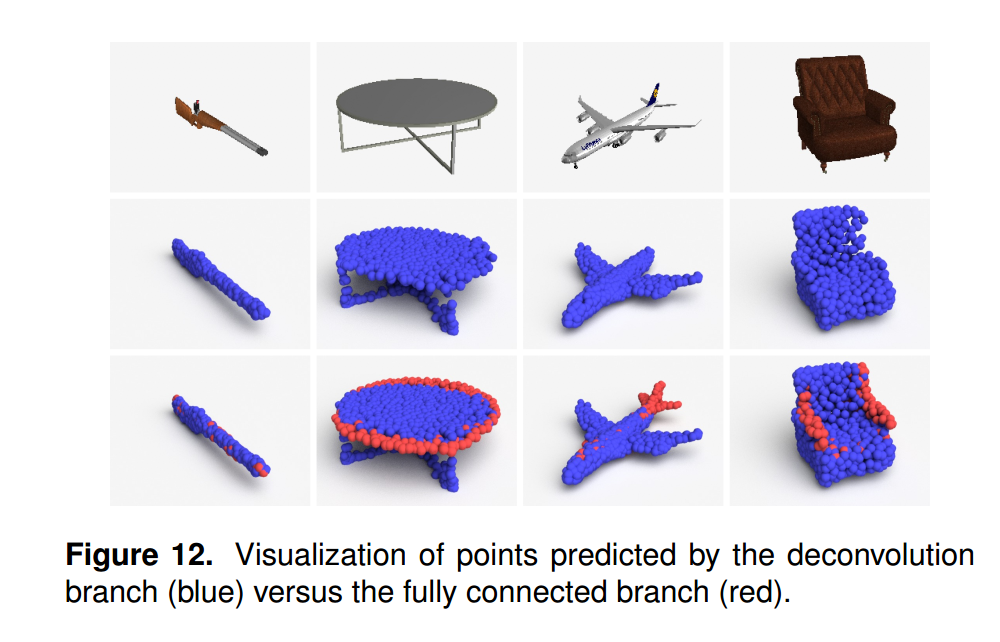 Figure 12. Visualization of points predicted by the deconvolution
branch (blue) versus the fully connected branch (red).